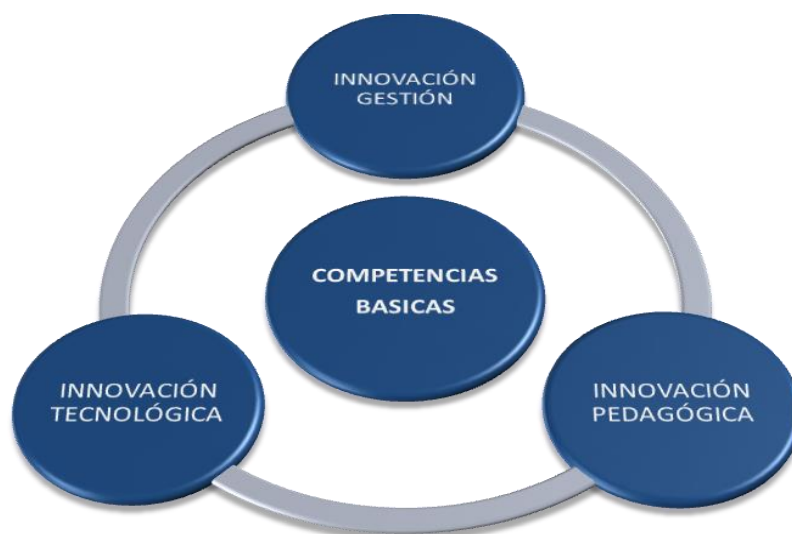 INNOVACIÓN
GESTIÓN
COMPETENCIAS
BASICAS
INNOVACIÓN
TECNOLÓGICA
INNOVACIÓN
PEDAGÓGICA